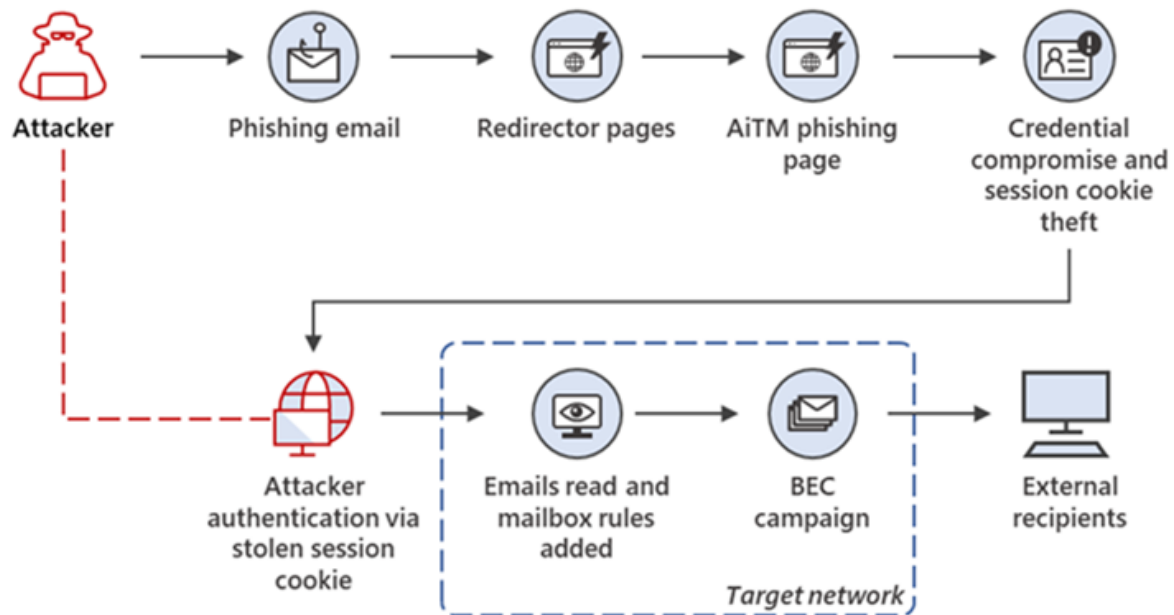 Attacker
Phishing email
Redirector pages
AiTM phishing
page
Credential
compromise and
session cookie
theft
Attacker
authentication via
stolen session
cookie
Emails read and
mailbox rules
added
BEC
campaign
External
recipients
Target network